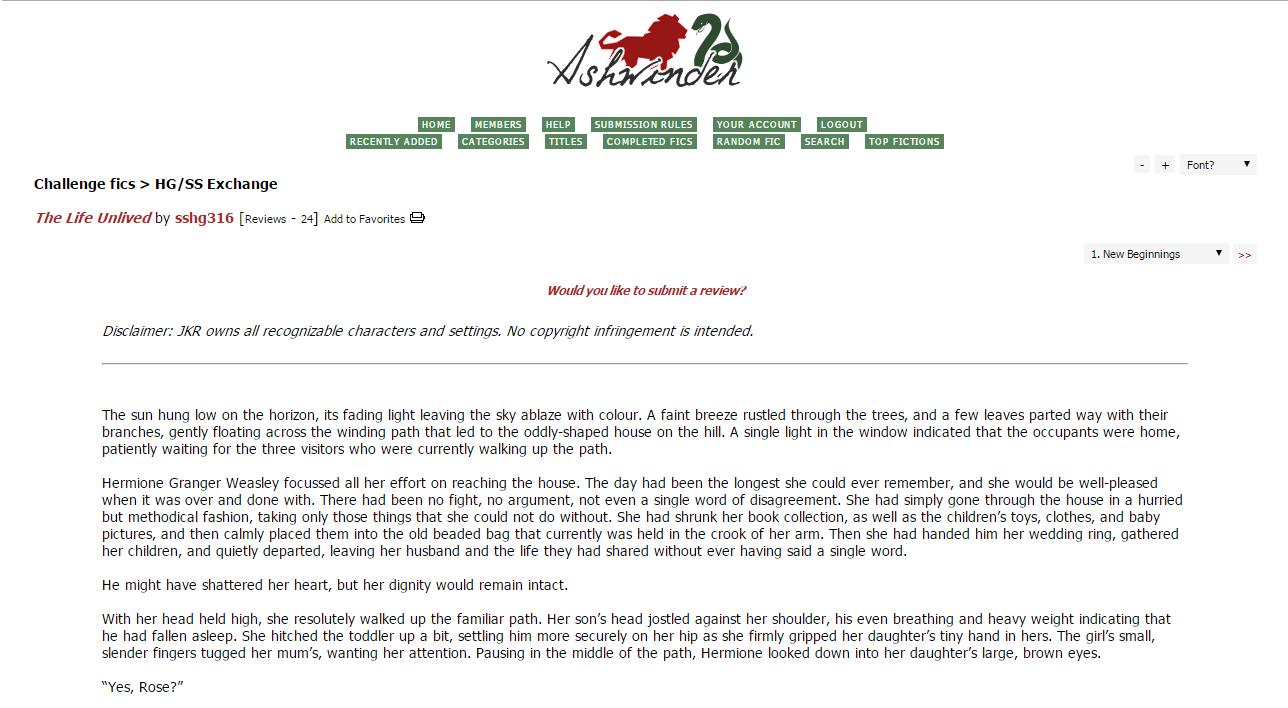 Ashwinder
HOME MEMBERS HELP SUBMISSION RULES YOUR ACCOUNT LOGOUT
RECENTLY ADDED CATEGORIES TITLES COMPLETED FICS RANDOM FIC SEARCH TOP FICTIONS
- + Font?
Challenge fics > HG/SS Exchange
The Life Unlived by sshg316 [Reviews - 24] Add to Favorites
1. New Beginnings >>
Would you like to submit a review?
Disclaimer: JKR owns all recognizable characters and settings. No copyright infringement is intended.
The sun hung low on the horizon, its fading light leaving the sky ablaze with colour. A faint breeze rustled through the trees, and a few leaves parted way with their
branches, gently floating across the winding path that led to the oddly-shaped house on the hill. A single light in the window indicated that the occupants were home,
patiently waiting for the three visitors who were currently walking up the path.
Hermione Granger Weasley focussed all her effort on reaching the house. The day had been the longest she could ever remember, and she would be well-pleased
when it was over and done with. There had been no fight, no argument, not even a single word of disagreement. She had simply gone through the house in a hurried
but methodical fashion, taking only those things that she could not do without. She had shrunk her book collection, as well as the children’s toys, clothes, and baby
pictures, and then calmly placed them into the old beaded bag that currently was held in the crook of her arm. Then she had handed him her wedding ring, gathered
her children, and quietly departed, leaving her husband and the life they had shared without ever having said a single word.
He might have shattered her heart, but her dignity would remain intact.
With her head held high, she resolutely walked up the familiar path. Her son’s head jostled against her shoulder, his even breathing and heavy weight indicating that
he had fallen asleep. She hitched the toddler up a bit, settling him more securely on her hip as she firmly gripped her daughter’s tiny hand in hers. The girl’s small,
slender fingers tugged her mum’s, wanting her attention. Pausing in the middle of the path, Hermione looked down into her daughter’s large, brown eyes.
“Yes, Rose?”